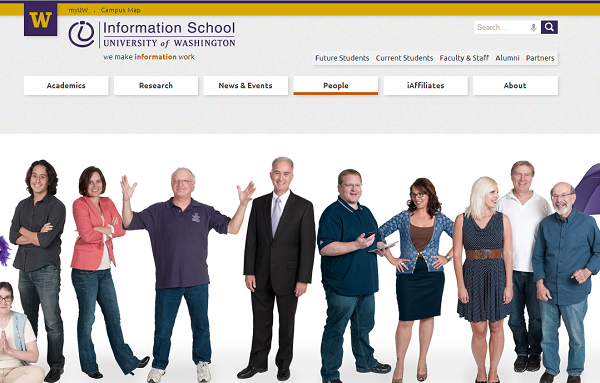 W
myUW . Campus Map
Information School
UNIVERSITY of WASHINGTON
we make information work
Search...
Future Students Current Students Faculty & Staff Alumni Partners
Academics Research News & Events People iAffiliates About